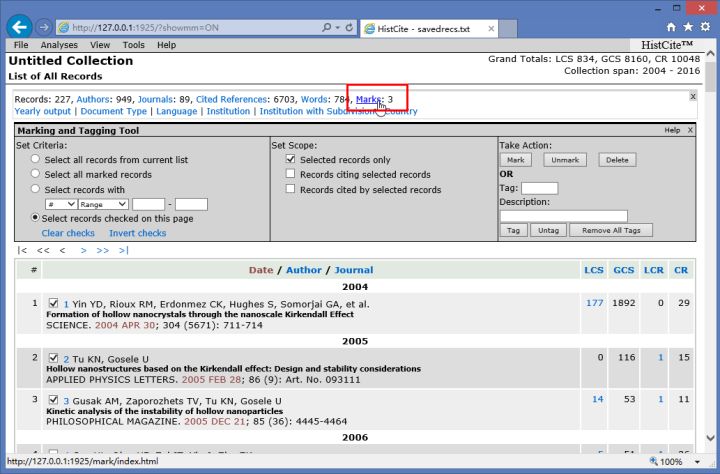 http://127.0.0.1:1925/?showmm=ON
HistCite - savedrecs.txt
File Analyses View Tools Help
HistCite™
Untitled Collection
Grand Totals: LCS 834, GCS 8160, CR 10048
List of All Records
Collection span: 2004 - 2016
Records: 227, Authors: 949, Journals: 89, Cited References: 6703, Words: 784, Marks: 3
X
Yearly output | Document Type | Language | Institution | Institution with Subdivision | Country
Marking and Tagging Tool
Help X
Set Criteria:
Select all records from current list
Select all marked records
Select records with
# Range -
Select records checked on this page
Clear checks Invert checks
Set Scope:
Selected records only
Records citing selected records
Records cited by selected records
Take Action:
Mark Unmark Delete
OR
Tag:
Description:
Tag Untag Remove All Tags
|< << < > >> >|
# Date / Author / Journal LCS GCS LCR CR
2004
1 1 Yin YD, Rioux RM, Erdonmez CK, Hughes S, Somorjai GA, et al. 177 1892 0 29
Formation of hollow nanocrystals through the nanoscale Kirkendall Effect
SCIENCE. 2004 APR 30; 304 (5671): 711-714
2005
2 2 Tu KN, Gosele U 0 116 1 15
Hollow nanostructures based on the Kirkendall effect: Design and stability considerations
APPLIED PHYSICS LETTERS. 2005 FEB 28; 86 (9): Art. No. 093111
3 3 Gusak AM, Zaporozhets TV, Tu KN, Gosele U 14 53 1 11
Kinetic analysis of the instability of hollow nanoparticles
PHILOSOPHICAL MAGAZINE. 2005 DEC 21; 85 (36): 4445-4464
2006
http://127.0.0.1:1925/mark/index.html
100%